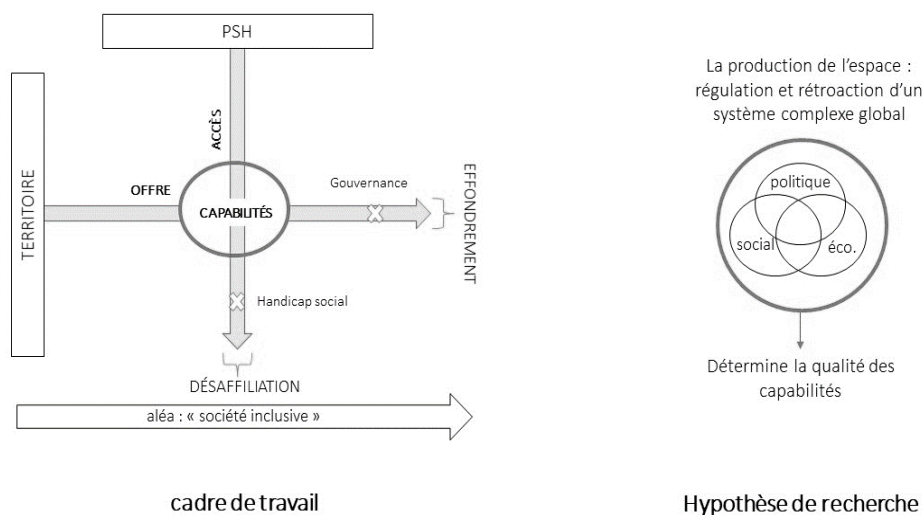 PSH
TERRITOIRE
ACCÈS
OFFRE
CAPABILITÉS
Gouvernance
EFFONDREMENT
Handicap social
DÉSAFFILIATION
aléa : « société inclusive »
cadre de travail
La production de l'espace :
régulation et rétroaction d'un
système complexe global
politique
social
éco.
Détermine la qualité des
capabilités
Hypothèse de recherche